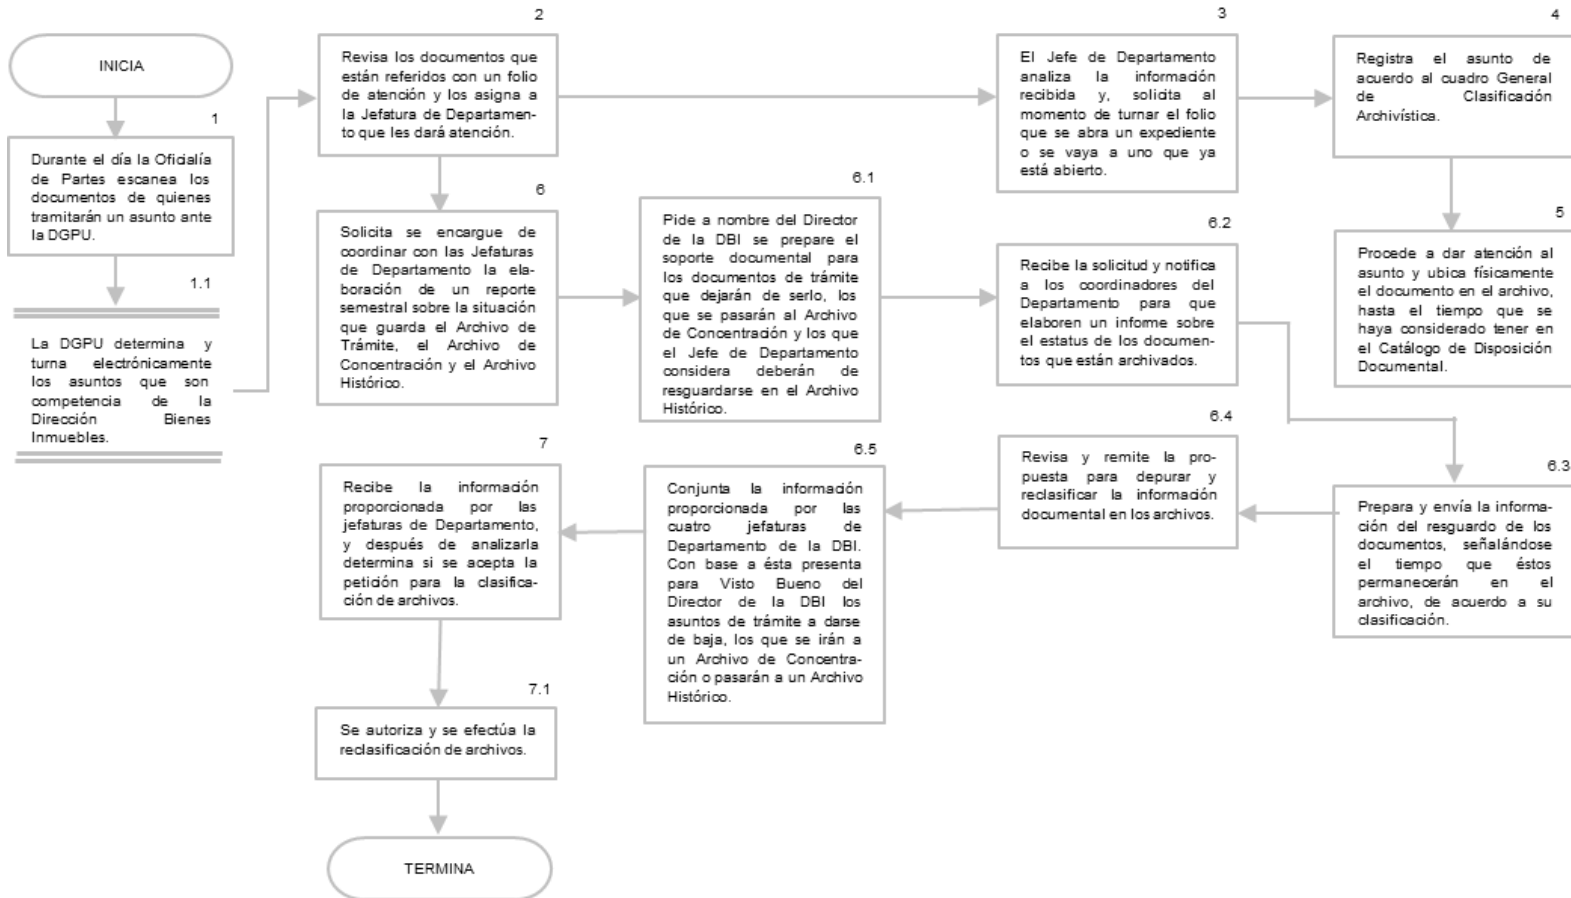 INICIA
1
Durante el día la Oficialía
de Partes escanea los
documentos de quienes
tramitarán un asunto ante
la DGPU.
1.1
La DGPU determina y
turna electrónicamente
los asuntos que son
competencia de la
Dirección Bienes
Inmuebles.
2
Revisa los documentos que
están referidos con un folio
de atención y los asigna a
la Jefatura de Departamen-
to que les dará atención.
3
El Jefe de Departamento
analiza la información
recibida y, solicita al
momento de turnar el folio
que se abra un expediente
o se vaya a uno que ya
está abierto.
4
Registra el asunto de
acuerdo al cuadro General
de Clasificación
Archivística.
5
Procede a dar atención al
asunto y ubica físicamente
el documento en el archivo,
hasta el tiempo que se
haya considerado tener en
el Catálogo de Disposición
Documental.
6
Solicita se encargue de
coordinar con las Jefaturas
de Departamento la ela-
boración de un reporte
semestral sobre la situación
que guarda el Archivo de
Trámite, el Archivo de
Concentración y el Archivo
Histórico.
6.1
Pide a nombre del Director
de la DBI se prepare el
soporte documental para
los documentos de trámite
que dejarán de serlo, los
que se pasarán al Archivo
de Concentración y los que
el Jefe de Departamento
considera deberán de
resguardarse en el Archivo
Histórico.
6.2
Recibe la solicitud y notifica
a los coordinadores del
Departamento para que
elaboren un informe sobre
el estatus de los documen-
tos que están archivados.
6.3
Prepara y envía la informa-
ción del resguardo de los
documentos, señalándose
el tiempo que éstos
permanecerán en el
archivo, de acuerdo a su
clasificación.
6.4
Revisa y remite la pro-
puesta para depurar y
reclasificar la información
documental en los archivos.
6.5
Conjunta la información
proporcionada por las
cuatro jefaturas de
Departamento de la DBI.
Con base a ésta presenta
para Visto Bueno del
Director de la DBI los
asuntos de trámite a darse
de baja, los que se irán a
un Archivo de Concentra-
ción o pasarán a un Archivo
Histórico.
7
Recibe la información
proporcionada por las
jefaturas de Departamento,
y después de analizarla
determina si se acepta la
petición para la clasifica-
ción de archivos.
7.1
Se autoriza y se efectúa la
reclasificación de archivos.
TERMINA